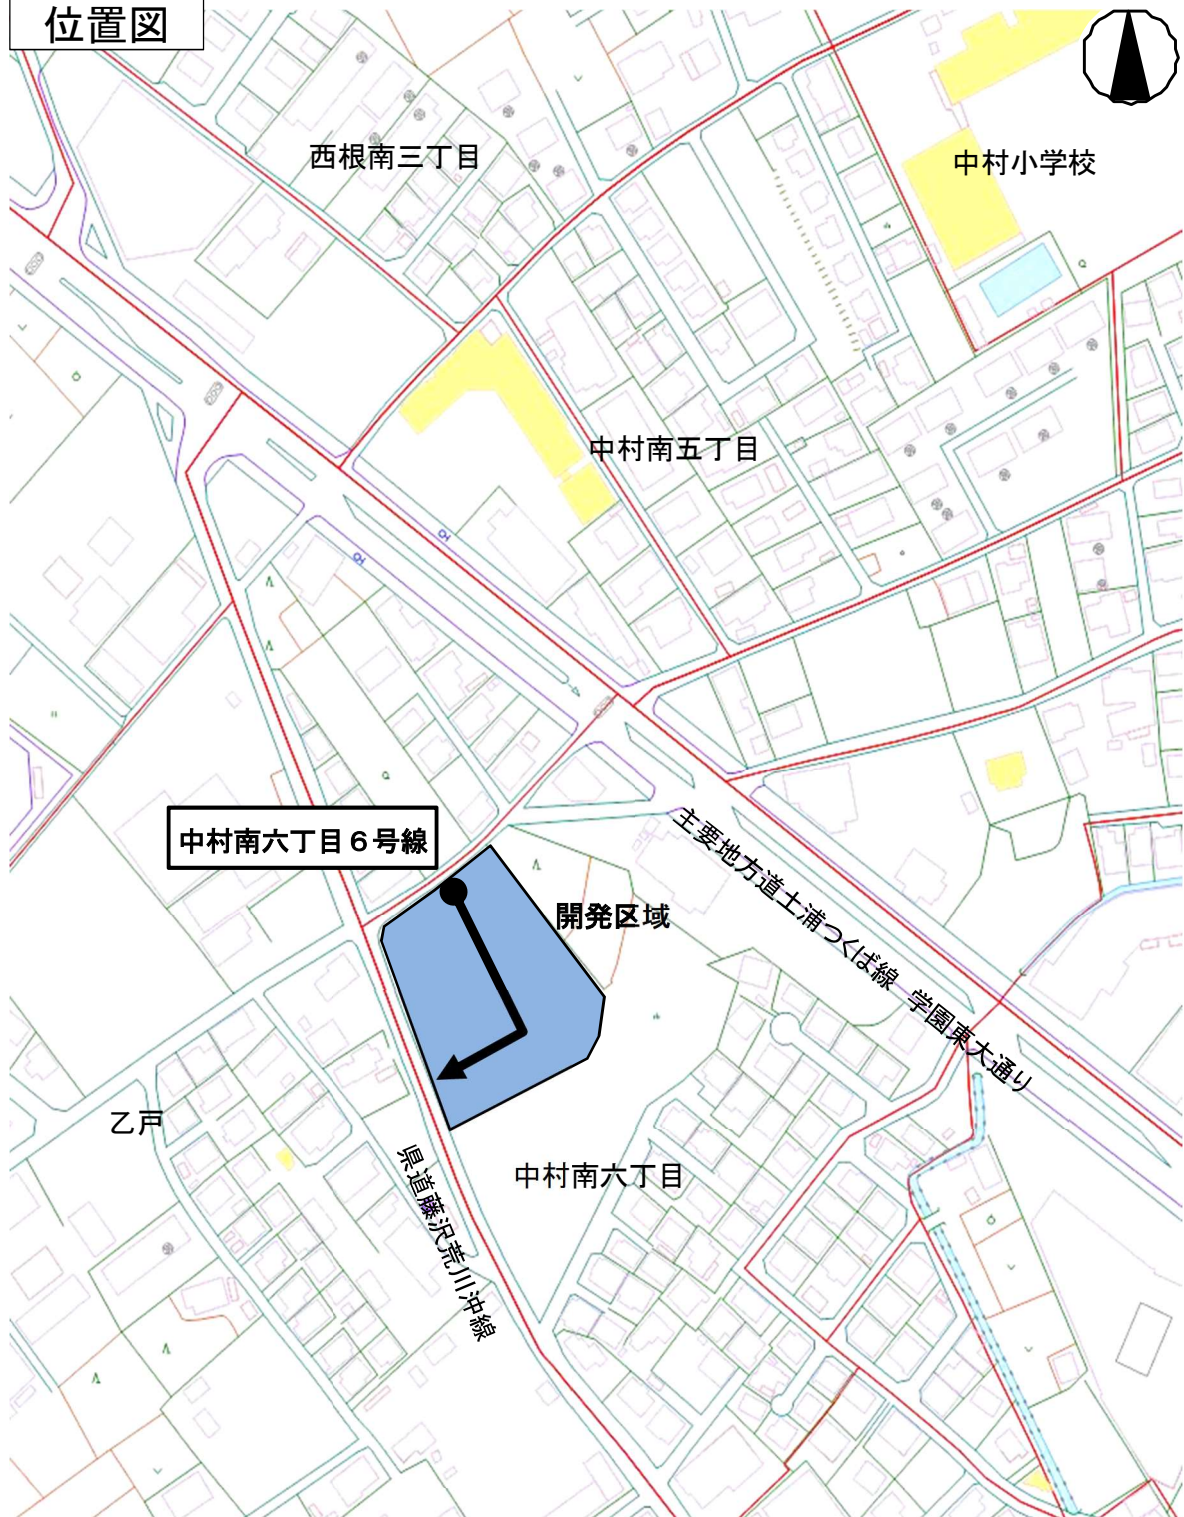 位置図
西根南三丁目
中村小学校
中村南五丁目
中村南六丁目６号線
開発区域
主要地方道土浦つくば線 学園東大通り
乙戸
県道藤沢荒川沖線
中村南六丁目